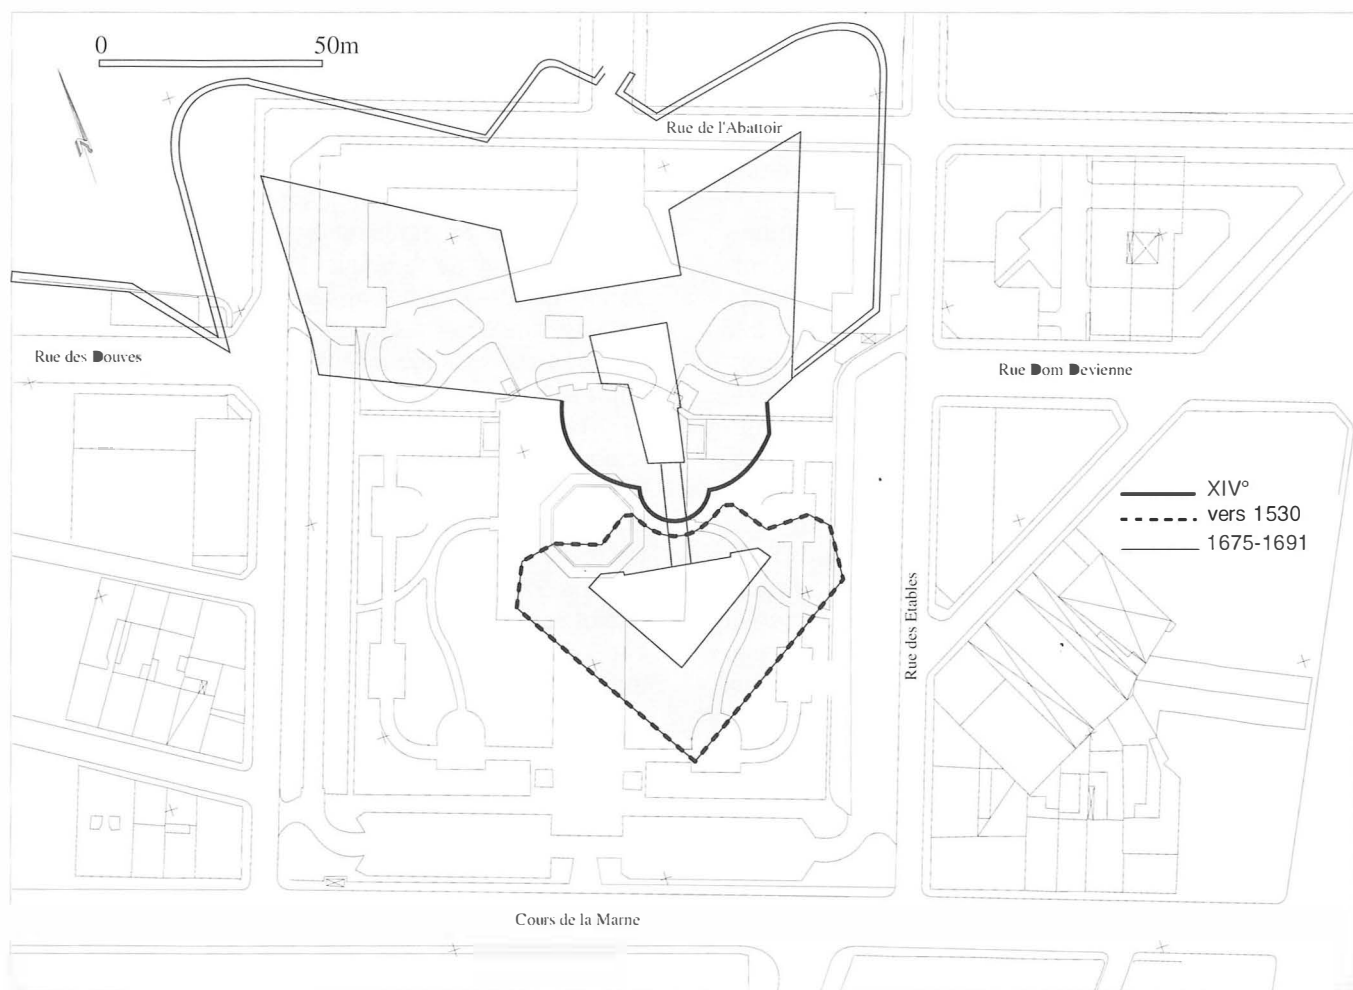 0 50m
N
Rue de l'Abattoir
Rue des Douves
Rue Dom Devienne
XIV°
vers 1530
1675-1691
Rue des Etables
Cours de la Marne